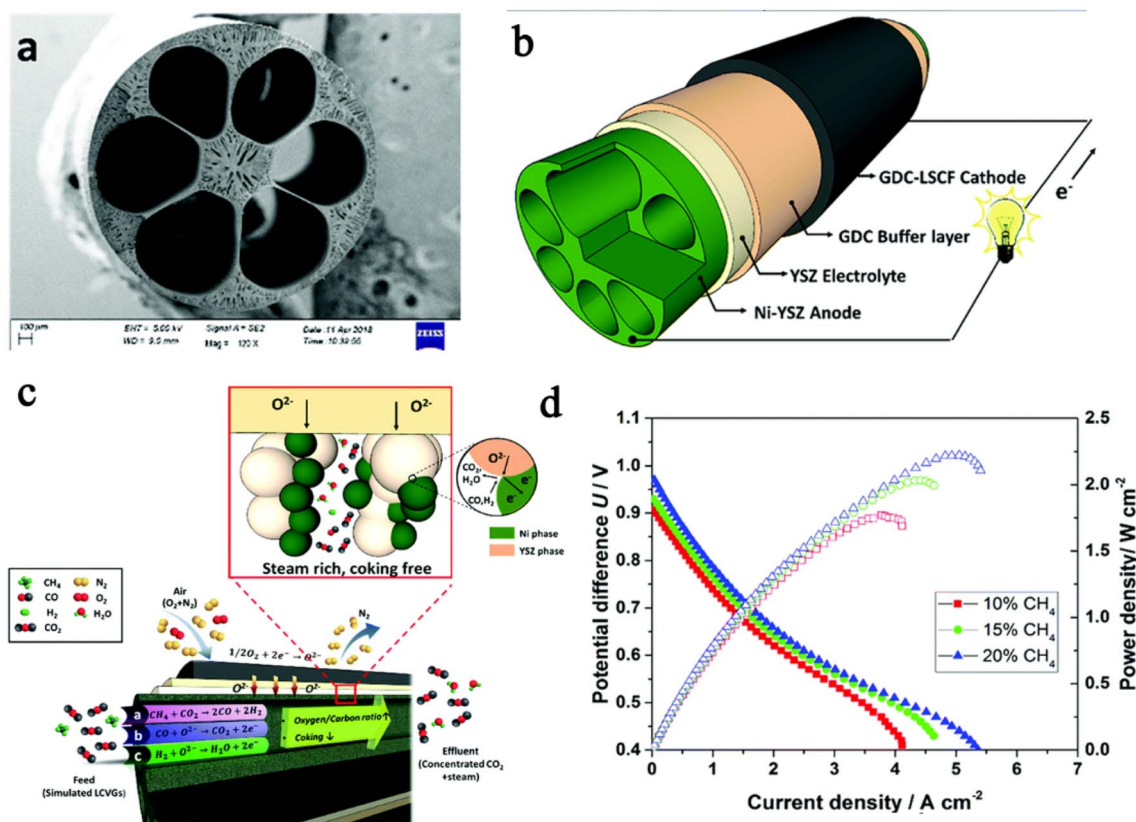 a
100 μm
EHT = 5.00 kV
Signal A = SE2
Date :11 Apr 2018
WD = 9.0 mm
Mag = 120 X
ZEISS
b
GDC-LSCF Cathode
e-
GDC Buffer layer
YSZ Electrolyte
Ni-YSZ Anode
c
O²⁻ O²⁻
O²⁻
CO₂,
H₂O
e⁻
CO,H₂
e⁻
Ni phase
YSZ phase
Steam rich, coking free
CH₄ N₂
CO O₂
H₂ H₂O
CO₂
Air
(O₂+N₂)
N₂
1/2O₂ + 2e⁻ → O²⁻
O²⁻ O²⁻
a CH₄ + CO₂ → 2CO + 2H₂
b CO + O²⁻ → CO₂ + 2e⁻
c H₂ + O²⁻ → H₂O + 2e⁻
Oxygen/Carbon ratio↑
Coking ↓
Feed
(Simulated LCVGs)
Effluent
(Concentrated CO₂
+steam)
d
Potential difference U / V
1.1
1.0
0.9
0.8
0.7
0.6
0.5
0.4
2.5
2.0
1.5
1.0
0.5
0.0
Power density/ W cm⁻²
10% CH₄
15% CH₄
20% CH₄
0 1 2 3 4 5 6 7
Current density / A cm⁻²